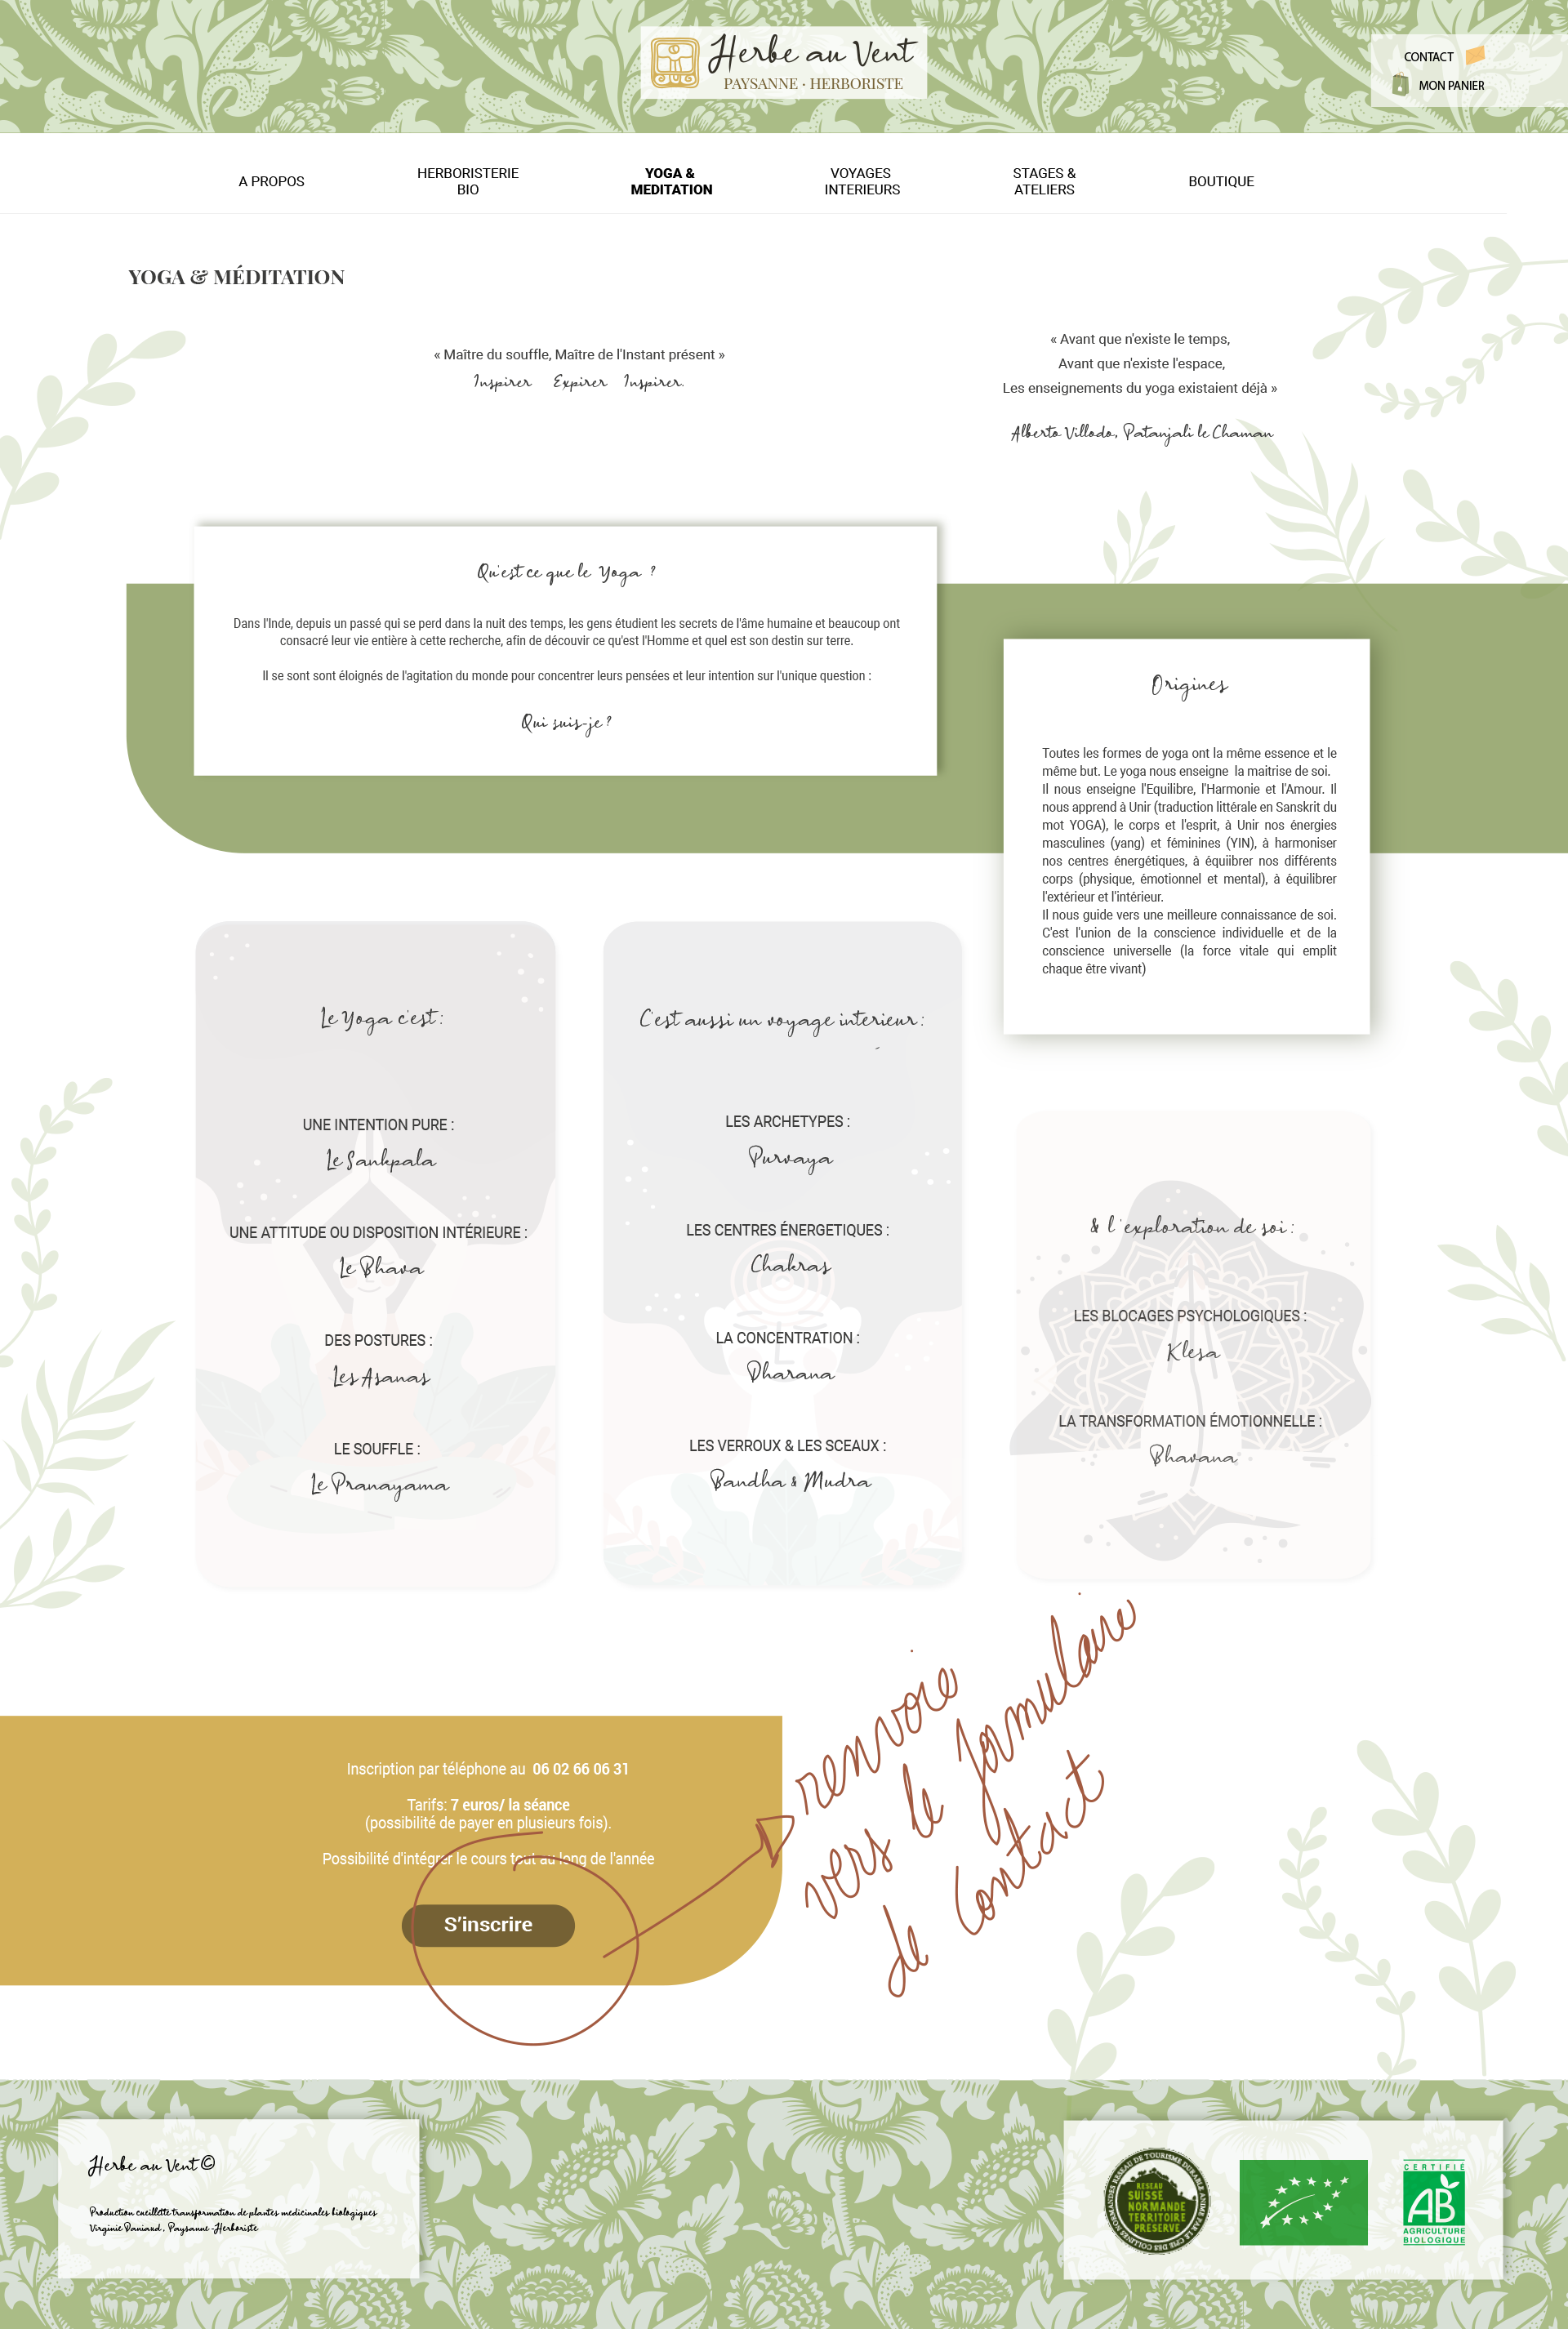 Herbe au Vent
PAYSANNE · HERBORISTE
CONTACT
MON PANIER
A PROPOS
HERBORISTERIE
BIO
YOGA &
MEDITATION
VOYAGES
INTERIEURS
STAGES &
ATELIERS
BOUTIQUE
YOGA & MÉDITATION
« Maître du souffle, Maître de l'Instant présent »
Inspirer Expirer Inspirer.
« Avant que n'existe le temps,
Avant que n'existe l'espace,
Les enseignements du yoga existaient déjà »
Alberto Villodo, Patanjali le Chaman
Qu'est ce que le Yoga ?
Dans l'Inde, depuis un passé qui se perd dans la nuit des temps, les gens étudient les secrets de l'âme humaine et beaucoup ont
consacré leur vie entière à cette recherche, afin de découvrir ce qu'est l'Homme et quel est son destin sur terre.
Il se sont sont éloignés de l'agitation du monde pour concentrer leurs pensées et leur intention sur l'unique question :
Qui suis-je ?
Origines
Toutes les formes de yoga ont la même essence et le
même but. Le yoga nous enseigne la maitrise de soi.
Il nous enseigne l'Equilibre, l'Harmonie et l'Amour. Il
nous apprend à Unir (traduction littérale en Sanskrit du
mot YOGA), le corps et l'esprit, à Unir nos énergies
masculines (yang) et féminines (YIN), à harmoniser
nos centres énergétiques, à équiibrer nos différents
corps (physique, émotionnel et mental), à équilibrer
l'extérieur et l'intérieur.
Il nous guide vers une meilleure connaissance de soi.
C'est l'union de la conscience individuelle et de la
conscience universelle (la force vitale qui emplit
chaque être vivant)
Le Yoga c'est :
UNE INTENTION PURE :
Le Sankpala
UNE ATTITUDE OU DISPOSITION INTÉRIEURE :
Le Bhava
DES POSTURES :
Les Asanas
LE SOUFFLE :
Le Pranayama
C'est aussi un voyage interieur :
LES ARCHETYPES :
Purvaya
LES CENTRES ÉNERGETIQUES :
Chakras
LA CONCENTRATION :
Dharana
LES VERROUX & LES SCEAUX :
Bandha & Mudra
& l'exploration de soi :
LES BLOCAGES PSYCHOLOGIQUES :
Klesa
LA TRANSFORMATION ÉMOTIONNELLE :
Bhavana
Inscription par téléphone au 06 02 66 06 31
Tarifs: 7 euros/ la séance
(possibilité de payer en plusieurs fois).
Possibilité d'intégrer le cours tout au long de l'année
S'inscrire
renvoie
vers le formulaire
de contact
Herbe au Vent ©
Production cueillette transformation de plantes medicinales biologiques
Virginie Daniaud, Paysanne-Herboriste
RESEAU
SUISSE
NORMANDE
TERRITOIRE
PRESERVE
CERTIFIÉ
AB
AGRICULTURE
BIOLOGIQUE